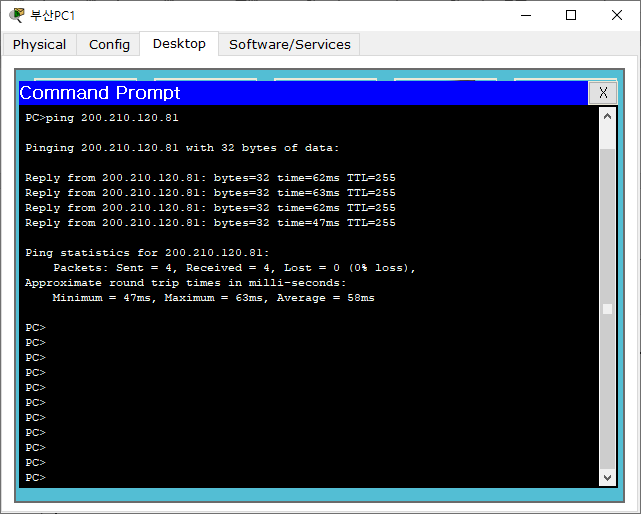 부산PC1
Physical Config Desktop Software/Services
Command Prompt X
PC>ping 200.210.120.81
Pinging 200.210.120.81 with 32 bytes of data:
Reply from 200.210.120.81: bytes=32 time=62ms TTL=255
Reply from 200.210.120.81: bytes=32 time=63ms TTL=255
Reply from 200.210.120.81: bytes=32 time=62ms TTL=255
Reply from 200.210.120.81: bytes=32 time=47ms TTL=255
Ping statistics for 200.210.120.81:
Packets: Sent = 4, Received = 4, Lost = 0 (0% loss),
Approximate round trip times in milli-seconds:
Minimum = 47ms, Maximum = 63ms, Average = 58ms
PC>
PC>
PC>
PC>
PC>
PC>
PC>
PC>
PC>
PC>
PC>